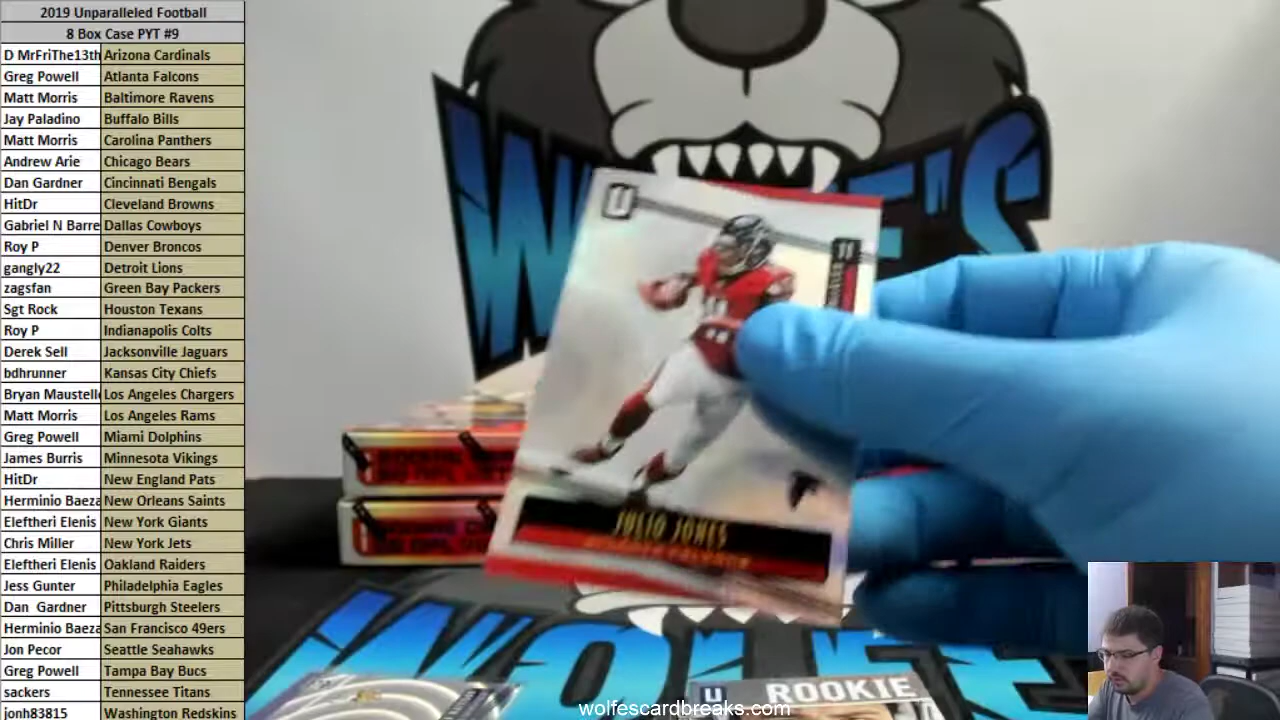 2019 Unparalleled Football
8 Box Case PYT #9
D MrFriThe13th Arizona Cardinals
Greg Powell Atlanta Falcons
Matt Morris Baltimore Ravens
Jay Paladino Buffalo Bills
Matt Morris Carolina Panthers
Andrew Arie Chicago Bears
Dan Gardner Cincinnati Bengals
HitDr Cleveland Browns
Gabriel N Barre Dallas Cowboys
Roy P Denver Broncos
gangly22 Detroit Lions
zagsfan Green Bay Packers
Sgt Rock Houston Texans
Roy P Indianapolis Colts
Derek Sell Jacksonville Jaguars
bdhrunner Kansas City Chiefs
Bryan Maustelle Los Angeles Chargers
Matt Morris Los Angeles Rams
Greg Powell Miami Dolphins
James Burris Minnesota Vikings
HitDr New England Pats
Herminio Baeza New Orleans Saints
Eleftheri Elenis New York Giants
Chris Miller New York Jets
Eleftheri Elenis Oakland Raiders
Jess Gunter Philadelphia Eagles
Dan Gardner Pittsburgh Steelers
Herminio Baeza San Francisco 49ers
Jon Pecor Seattle Seahawks
Greg Powell Tampa Bay Bucs
sackers Tennessee Titans
jonh83815 Washington Redskins
U
JULIO JONES
WOLFE
U ROOKIE
wolfescardbreaks.com